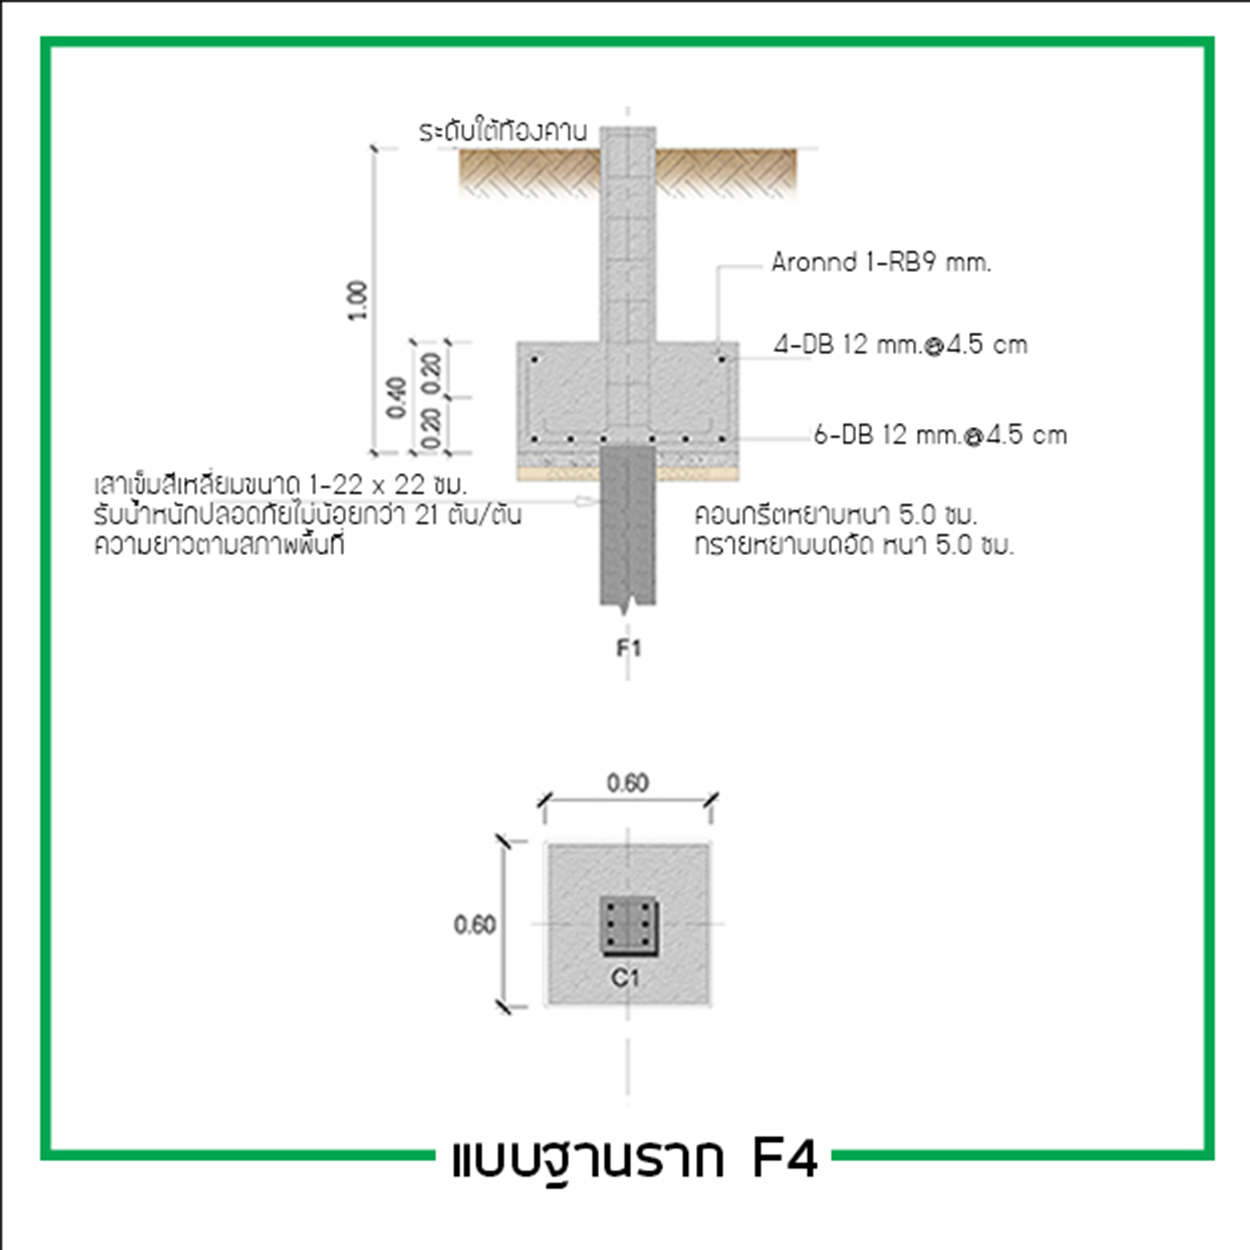 ระดับใต้ท้องคาน
Aronnd 1-RB9 mm.
1.00
4-DB 12 mm.@4.5 cm
0.20
0.40
0.20
6-DB 12 mm.@4.5 cm
เสาเข็มสี่เหลี่ยมขนาด 1-22 x 22 ซม.
รับน้ำหนักปลอดภัยไม่น้อยกว่า 21 ตัน/ต้น
ความยาวตามสภาพพื้นที่
คอนกรีตหยาบหนา 5.0 ซม.
ทรายหยาบบดอัด หนา 5.0 ซม.
F1
0.60
0.60
C1
แบบฐานราก F4